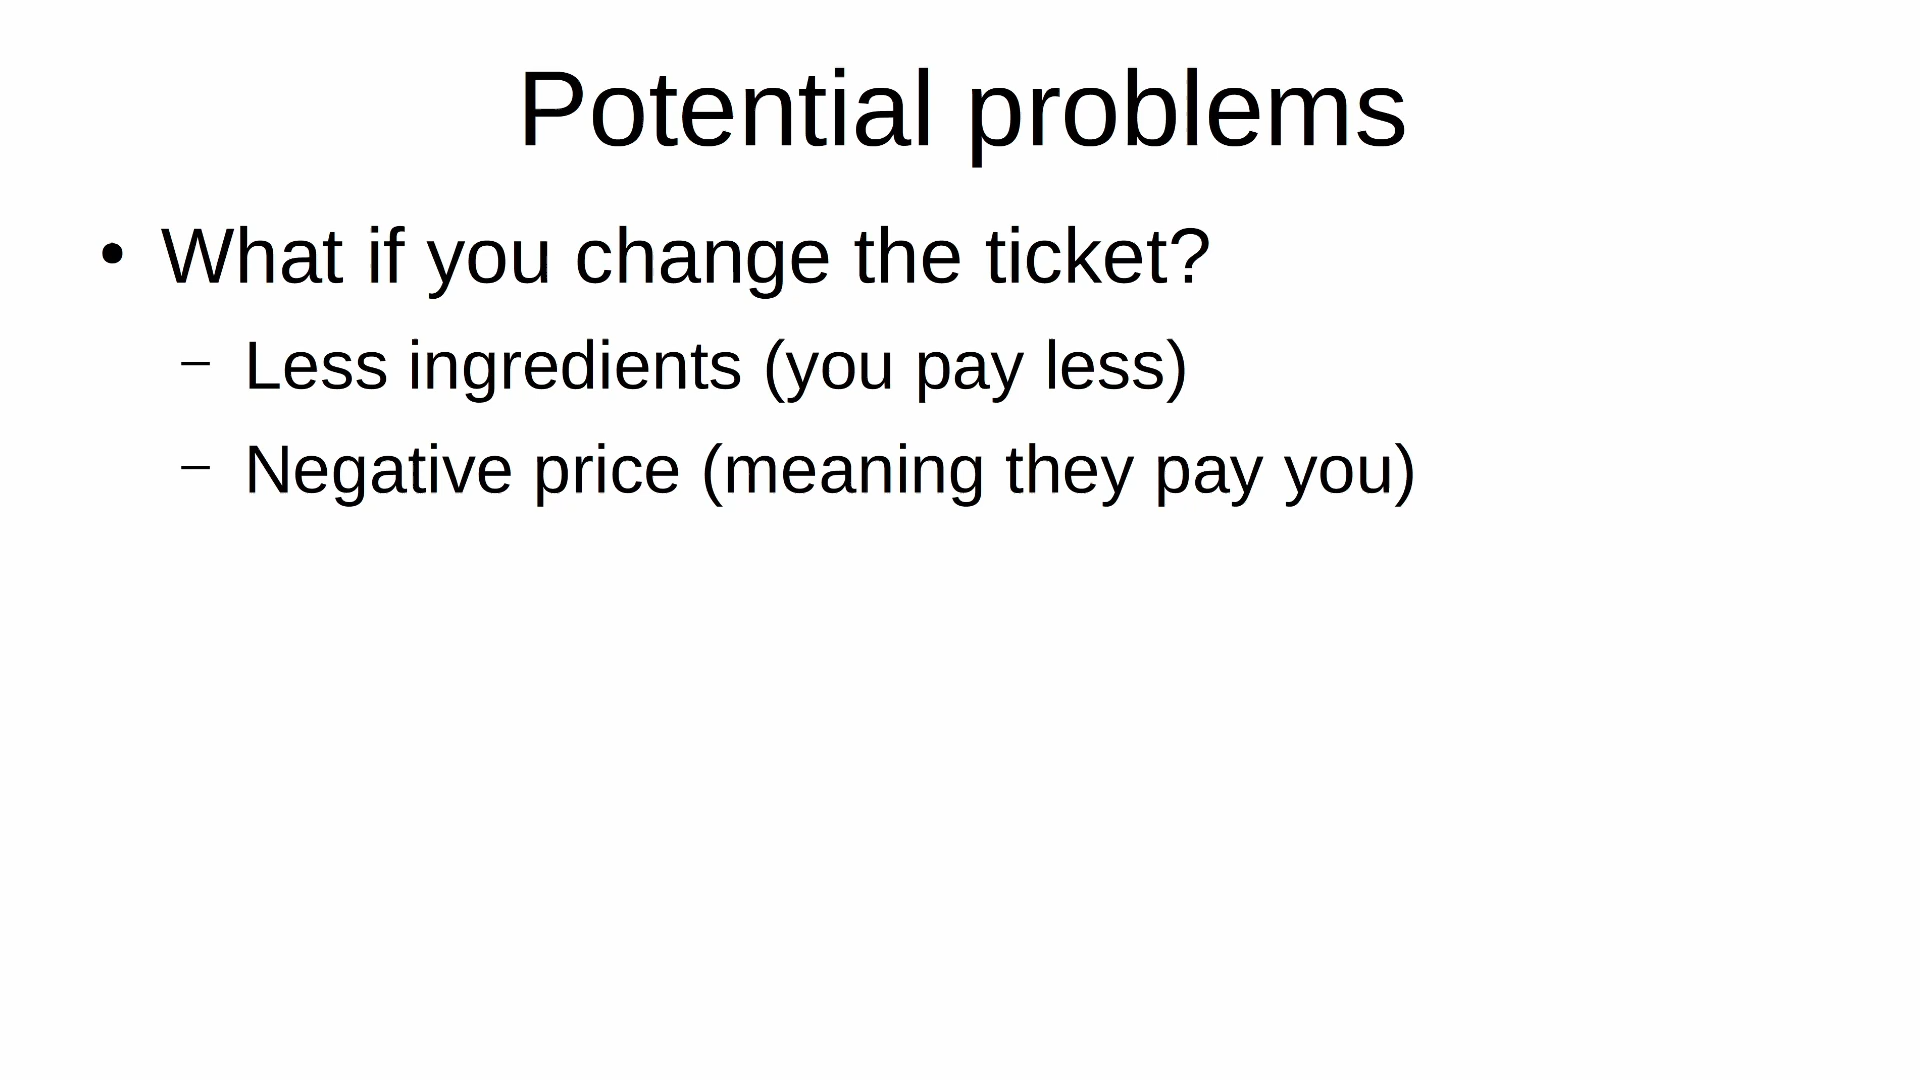 Potential problems
• What if you change the ticket?
– Less ingredients (you pay less)
– Negative price (meaning they pay you)